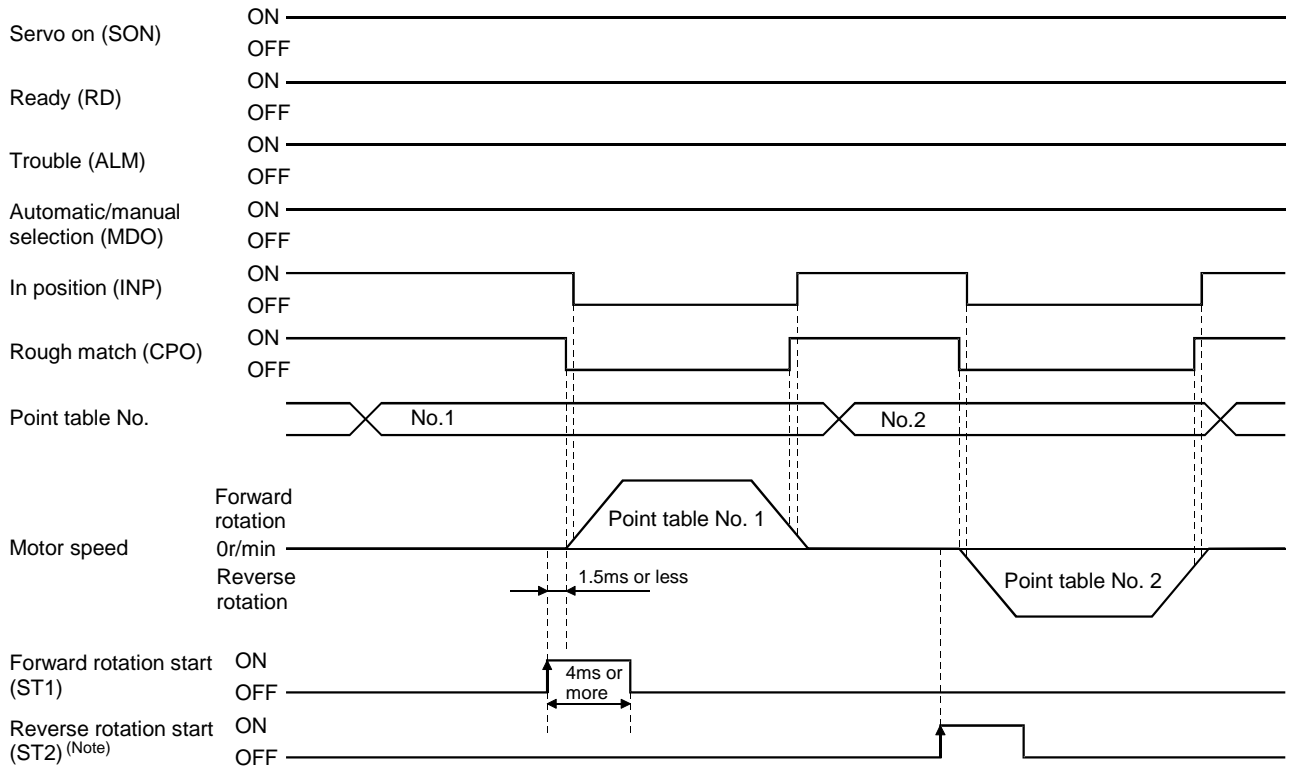 ON
Servo on (SON)
OFF
ON
Ready (RD)
OFF
ON
Trouble (ALM)
OFF
Automatic/manual
selection (MDO)
ON
OFF
ON
In position (INP)
OFF
ON
Rough match (CPO)
OFF
Point table No.
No.1
No.2
Forward
rotation
Point table No. 1
Motor speed
0r/min
Reverse
rotation
1.5ms or less
Point table No. 2
Forward rotation start
(ST1)
ON
OFF
4ms or
more
Reverse rotation start
(ST2) (Note)
ON
OFF